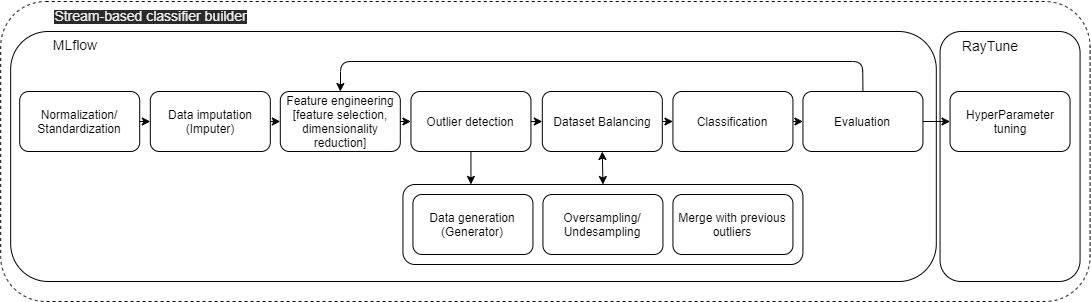 Stream-based classifier builder
MLflow
RayTune
Normalization/
Standardization
Data imputation
(Imputer)
Feature engineering
[feature selection,
dimensionality
reduction]
Outlier detection
Dataset Balancing
Classification
Evaluation
HyperParameter
tuning
Data generation
(Generator)
Oversampling/
Undesampling
Merge with previous
outliers